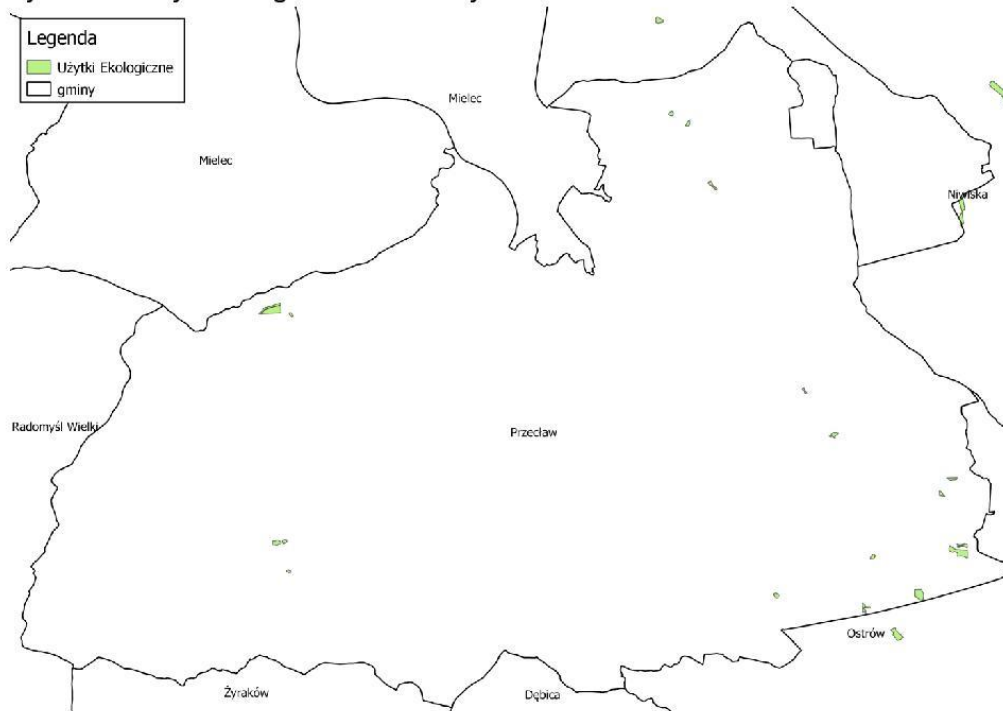 Legenda
Użytki Ekologiczne
gminy
Mielec
Mielec
Niwiska
Radomyśl Wielki
Przecław
Ostrów
Żyraków
Dębica